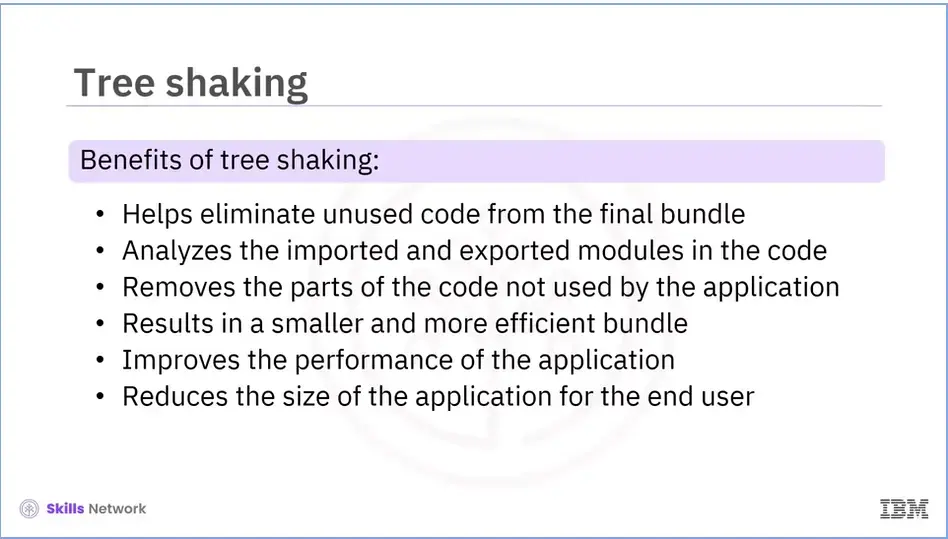 Tree shaking
Benefits of tree shaking:
• Helps eliminate unused code from the final bundle
• Analyzes the imported and exported modules in the code
• Removes the parts of the code not used by the application
• Results in a smaller and more efficient bundle
• Improves the performance of the application
• Reduces the size of the application for the end user
Skills Network
IBM